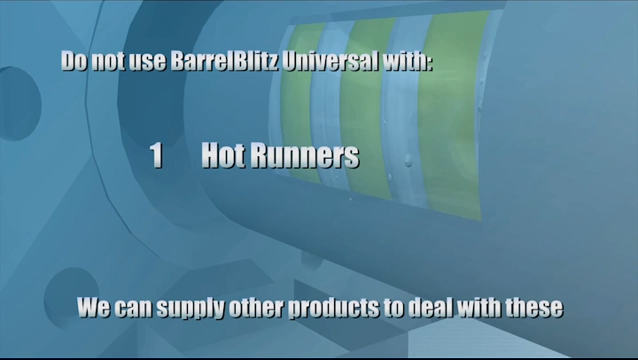 Do not use BarrelBlitz Universal with:
1 Hot Runners
We can supply other products to deal with these